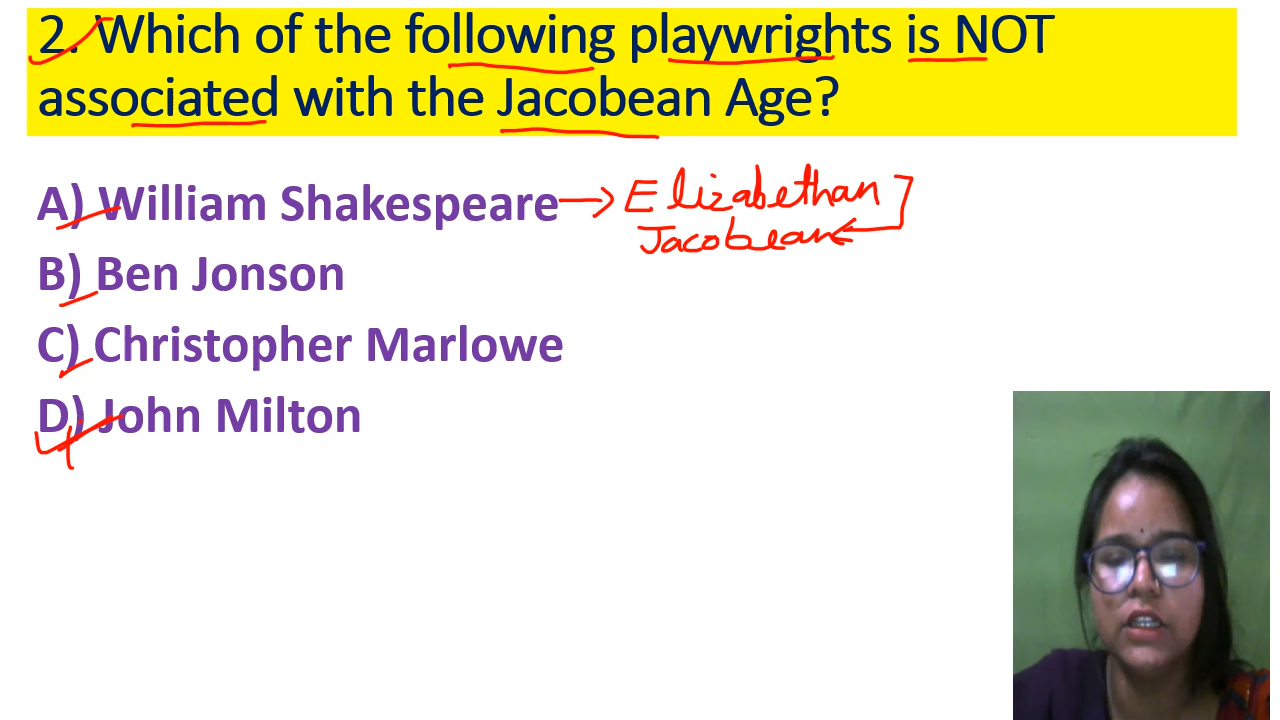 2. Which of the following playwrights is NOT
associated with the Jacobean Age?
A) William Shakespeare → Elizabethan
Jacobean
B) Ben Jonson
C) Christopher Marlowe
D) John Milton